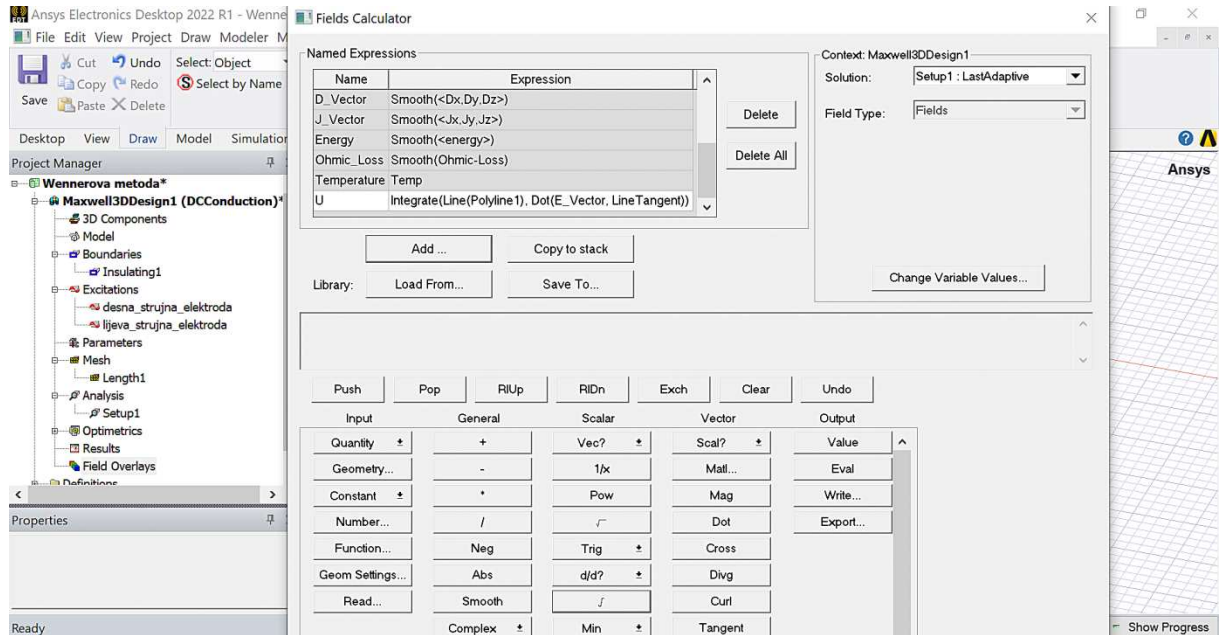 Ansys Electronics Desktop 2022 R1 - Wenne
File Edit View Project Draw Modeler M
Save
Cut Undo Select: Object
Copy Redo Select by Name
Paste Delete
Desktop View Draw Model Simulation
Project Manager
Wennerova metoda*
Maxwell3DDesign1 (DCConduction)*
3D Components
Model
Boundaries
Insulating1
Excitations
desna_strujna_elektroda
lijeva_strujna_elektroda
Parameters
Mesh
Length1
Analysis
Setup1
Optimetrics
Results
Field Overlays
Definitions
Properties
Ready
Fields Calculator
Named Expressions
Name Expression
D_Vector Smooth(<Dx,Dy,Dz>)
J_Vector Smooth(<Jx,Jy,Jz>)
Energy Smooth(<energy>)
Ohmic_Loss Smooth(Ohmic-Loss)
Temperature Temp
U Integrate(Line(Polyline1), Dot(E_Vector, LineTangent))
Delete
Delete All
Add ... Copy to stack
Library: Load From... Save To...
Context: Maxwell3DDesign1
Solution: Setup1 : LastAdaptive
Field Type: Fields
Change Variable Values...
Push Pop RlUp RlDn Exch Clear Undo
Input General Scalar Vector Output
Quantity + Vec? Scal? Value
Geometry... - 1/x Matl... Eval
Constant * Pow Mag Write...
Number... / √ Dot Export...
Function... Neg Trig Cross
Geom Settings... Abs d/d? Divg
Read... Smooth ∫ Curl
Complex Min Tangent
Ansys
Show Progress